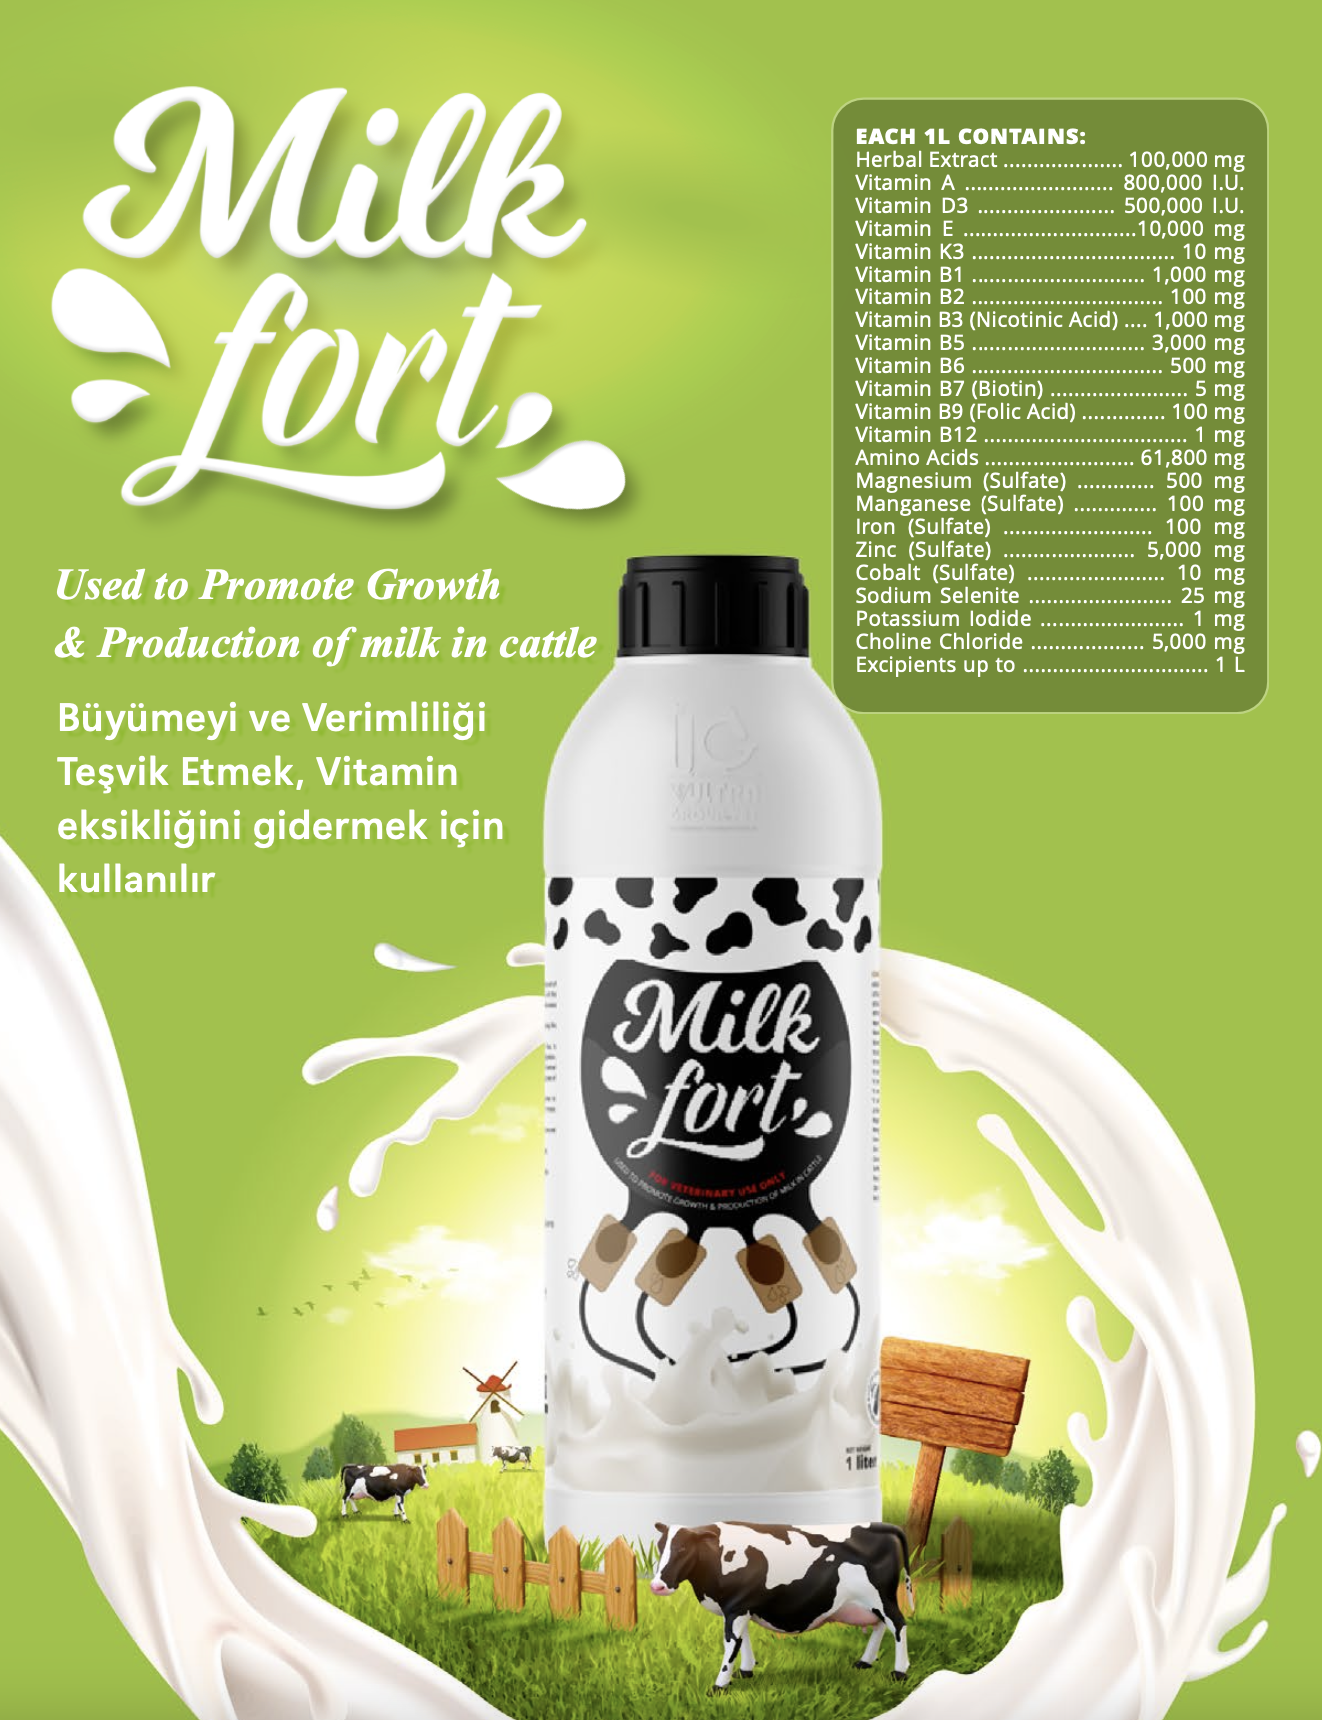 Milk
fort
EACH 1L CONTAINS:
Herbal Extract .................... 100,000 mg
Vitamin A ......................... 800,000 I.U.
Vitamin D3 ....................... 500,000 I.U.
Vitamin E .............................10,000 mg
Vitamin K3 .................................. 10 mg
Vitamin B1 ............................. 1,000 mg
Vitamin B2 ................................ 100 mg
Vitamin B3 (Nicotinic Acid) .... 1,000 mg
Vitamin B5 ............................. 3,000 mg
Vitamin B6 ................................ 500 mg
Vitamin B7 (Biotin) ....................... 5 mg
Vitamin B9 (Folic Acid) .............. 100 mg
Vitamin B12 .................................. 1 mg
Amino Acids ......................... 61,800 mg
Magnesium (Sulfate) ............. 500 mg
Manganese (Sulfate) .............. 100 mg
Iron (Sulfate) ......................... 100 mg
Zinc (Sulfate) ...................... 5,000 mg
Cobalt (Sulfate) ....................... 10 mg
Sodium Selenite ........................ 25 mg
Potassium Iodide ........................ 1 mg
Choline Chloride ................... 5,000 mg
Excipients up to ............................... 1 L
Used to Promote Growth
& Production of milk in cattle
Büyümeyi ve Verimliliği
Teşvik Etmek, Vitamin
eksikliğini gidermek için
kullanılır
Milk
fort
FOR VETERINARY USE ONLY
USED TO PROMOTE GROWTH & PRODUCTION OF MILK IN CATTLE
1 liter